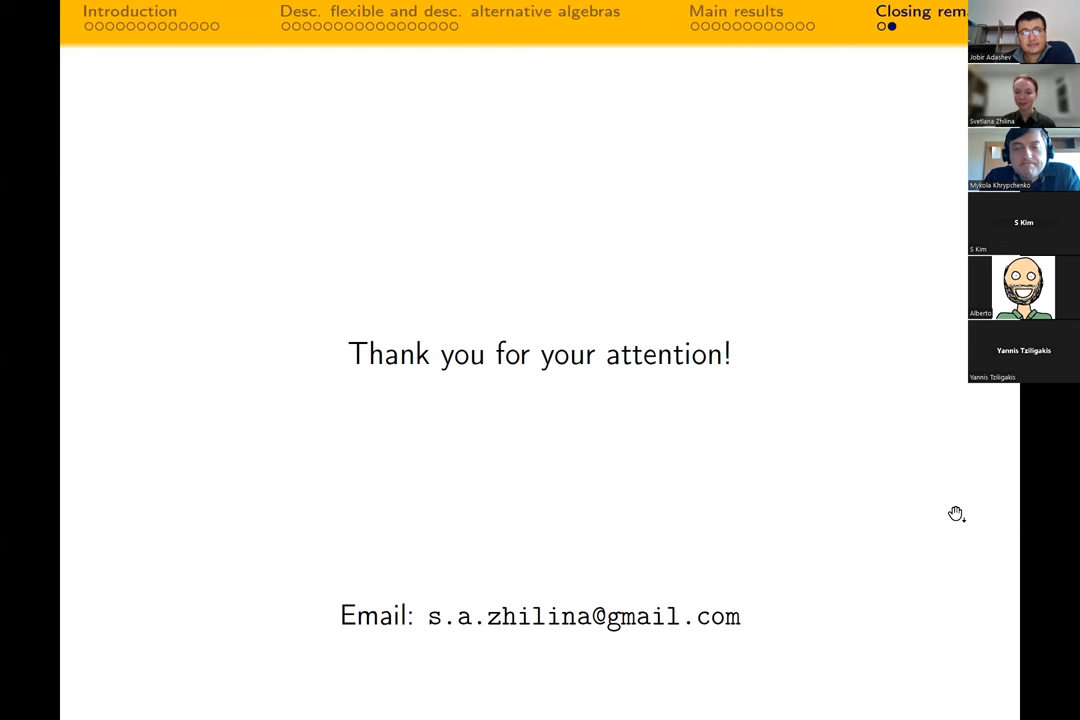 Introduction
Desc. flexible and desc. alternative algebras
Main results
Closing rem
Jobir Adashev
Svetlana Zhilina
Mykola Khrypchenko
S Kim
S Kim
Alberto
Yannis Tziligakis
Yannis Tziligakis
Thank you for your attention!
Email: s.a.zhilina@gmail.com